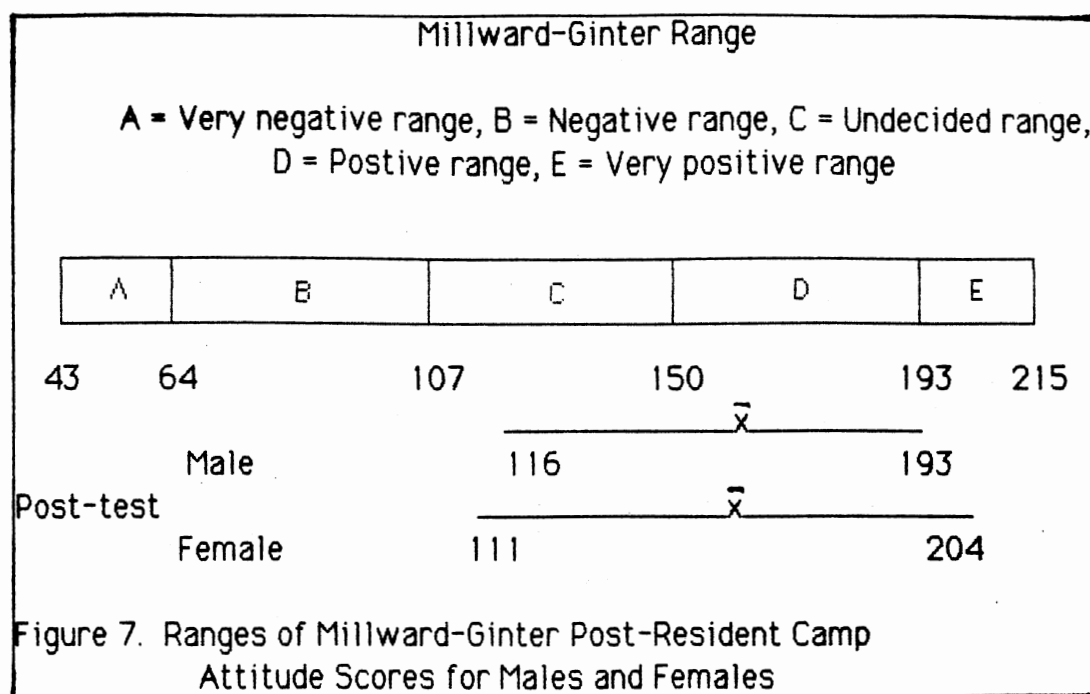 Millward-Ginter Range
A = Very negative range, B = Negative range, C = Undecided range,
D = Postive range, E = Very positive range
A B C D E
43 64 107 150 193 215
x̄
Male 116 193
Post-test x̄
Female 111 204
Figure 7. Ranges of Millward-Ginter Post-Resident Camp
Attitude Scores for Males and Females